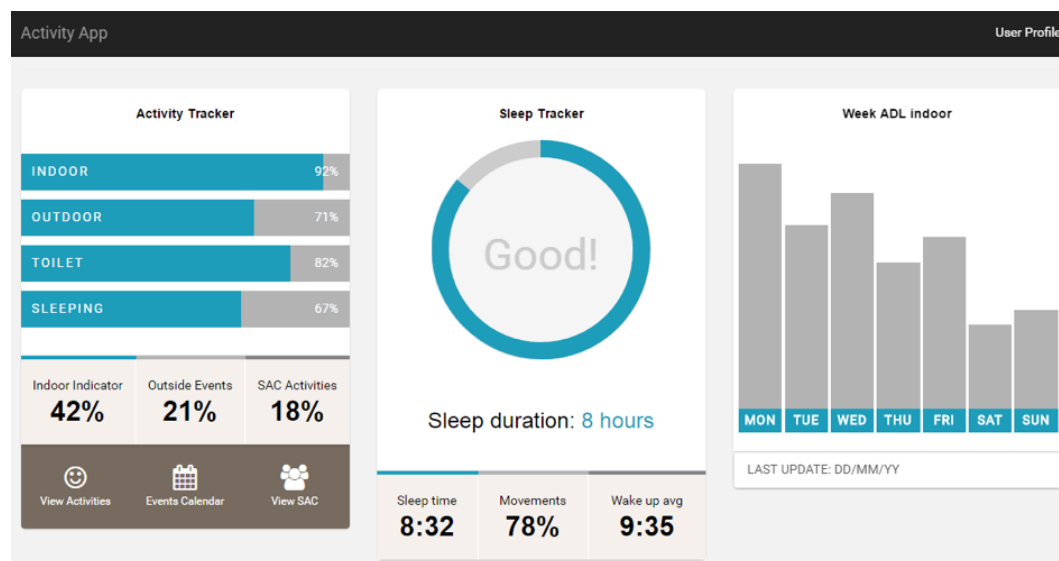 Activity App
User Profile
Activity Tracker
INDOOR 92%
OUTDOOR 71%
TOILET 82%
SLEEPING 67%
Indoor Indicator Outside Events SAC Activities
42% 21% 18%
View Activities Events Calendar View SAC
Sleep Tracker
Good!
Sleep duration: 8 hours
Sleep time Movements Wake up avg
8:32 78% 9:35
Week ADL indoor
MON TUE WED THU FRI SAT SUN
LAST UPDATE: DD/MM/YY